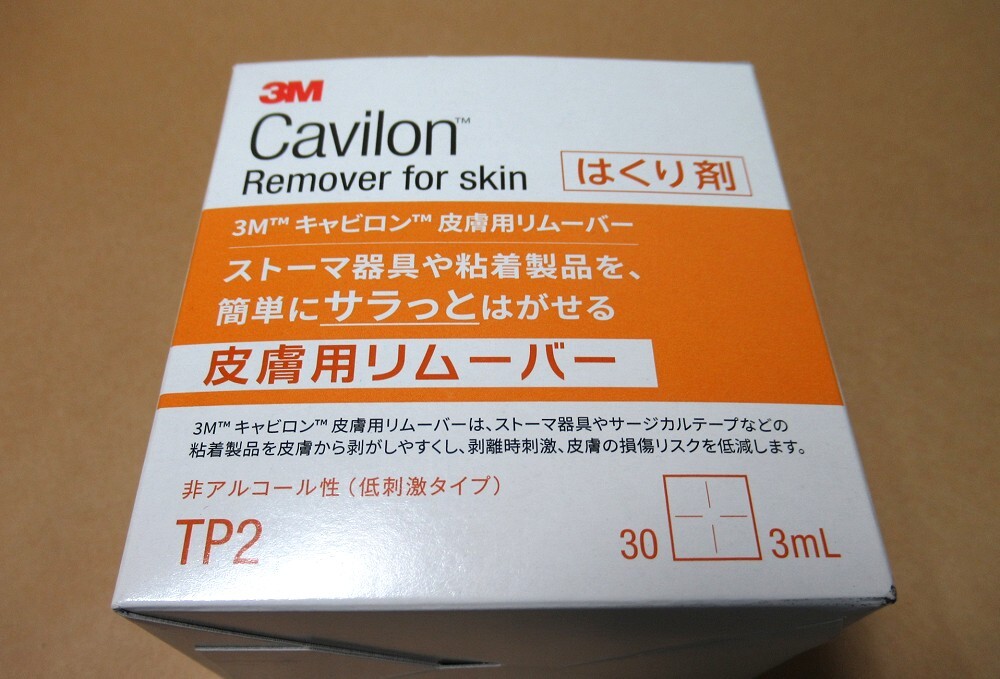 3M
Cavilon™
Remover for skin
はくり剤
3M™ キャビロン™ 皮膚用リムーバー
ストーマ器具や粘着製品を、
簡単にサラっとはがせる
皮膚用リムーバー
3M™ キャビロン™ 皮膚用リムーバーは、ストーマ器具やサージカルテープなどの
粘着製品を皮膚から剥がしやすくし、剥離時刺激、皮膚の損傷リスクを低減します。
非アルコール性（低刺激タイプ）
TP2
30 3mL